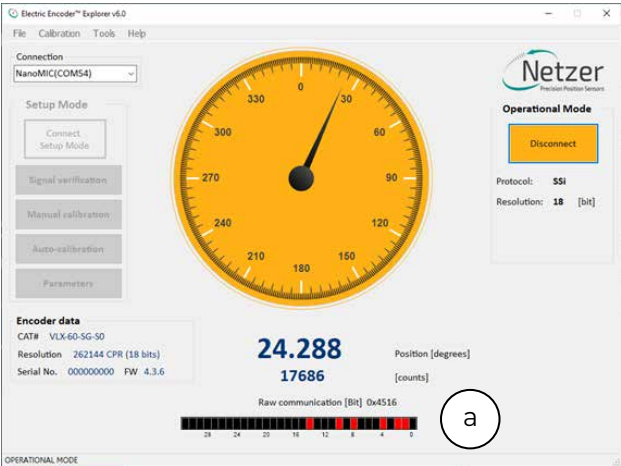 Electric Encoder™ Explorer v6.0
File Calibration Tools Help
Connection
NanoMIC(COM54)
Setup Mode
Connect
Setup Mode
Signal verification
Manual calibration
Auto-calibration
Parameters
Encoder data
CAT# VLX-60-SG-S0
Resolution 262144 CPR (18 bits)
Serial No. 000000000 FW 4.3.6
0
30
60
90
120
150
180
210
240
270
300
330
24.288 Position [degrees]
17686 [counts]
Raw communication [Bit] 0x4516
28 24 20 16 12 8 4 0
a
Netzer
Precision Position Sensors
Operational Mode
Disconnect
Protocol: SSi
Resolution: 18 [bit]
OPERATIONAL MODE